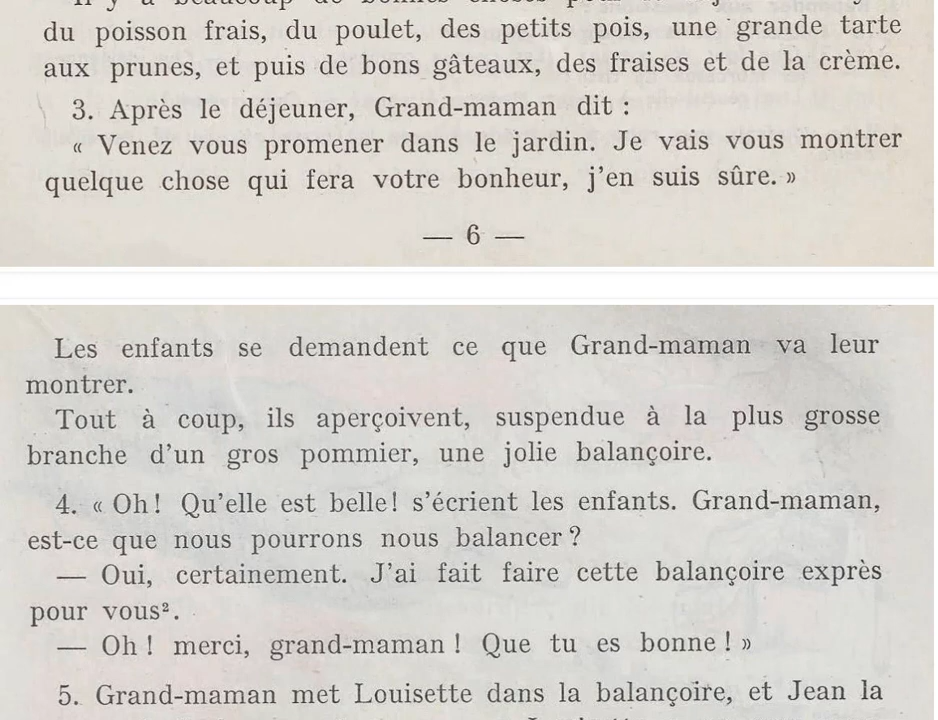 du poisson frais, du poulet, des petits pois, une grande tarte
aux prunes, et puis de bons gâteaux, des fraises et de la crème.
3. Après le déjeuner, Grand-maman dit :
« Venez vous promener dans le jardin. Je vais vous montrer
quelque chose qui fera votre bonheur, j'en suis sûre. »
— 6 —
Les enfants se demandent ce que Grand-maman va leur
montrer.
Tout à coup, ils aperçoivent, suspendue à la plus grosse
branche d'un gros pommier, une jolie balançoire.
4. « Oh! Qu'elle est belle! s'écrient les enfants. Grand-maman,
est-ce que nous pourrons nous balancer ?
— Oui, certainement. J'ai fait faire cette balançoire exprès
pour vous².
— Oh ! merci, grand-maman ! Que tu es bonne ! »
5. Grand-maman met Louisette dans la balançoire, et Jean la